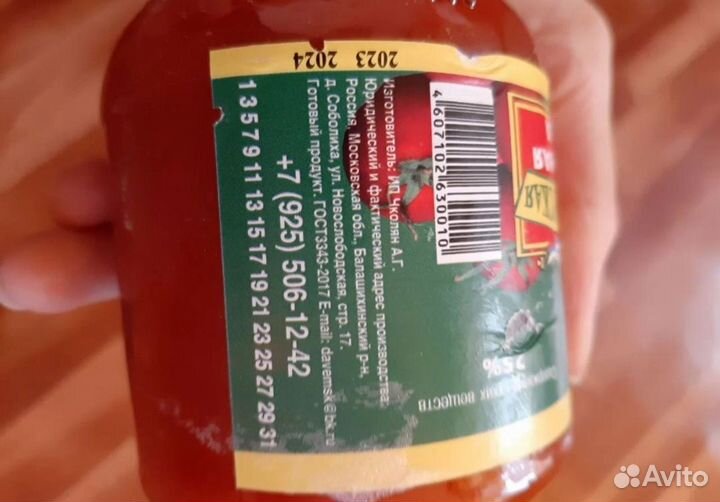 2023 2024
Изготовитель: ИП Чколян А.Г.
Юридический и фактический адрес производства:
Россия, Московская обл., Балашихинский р-н,
д. Соболиха, ул. Новослободская, стр. 17.
Готовый продукт. ГОСТ3343-2017 E-mail: davemsk@bk.ru
+7 (925) 506-12-42
1 3 5 7 9 11 13 15 17 19 21 23 25 27 29 31
4607102630010
веществ
25%
Avito